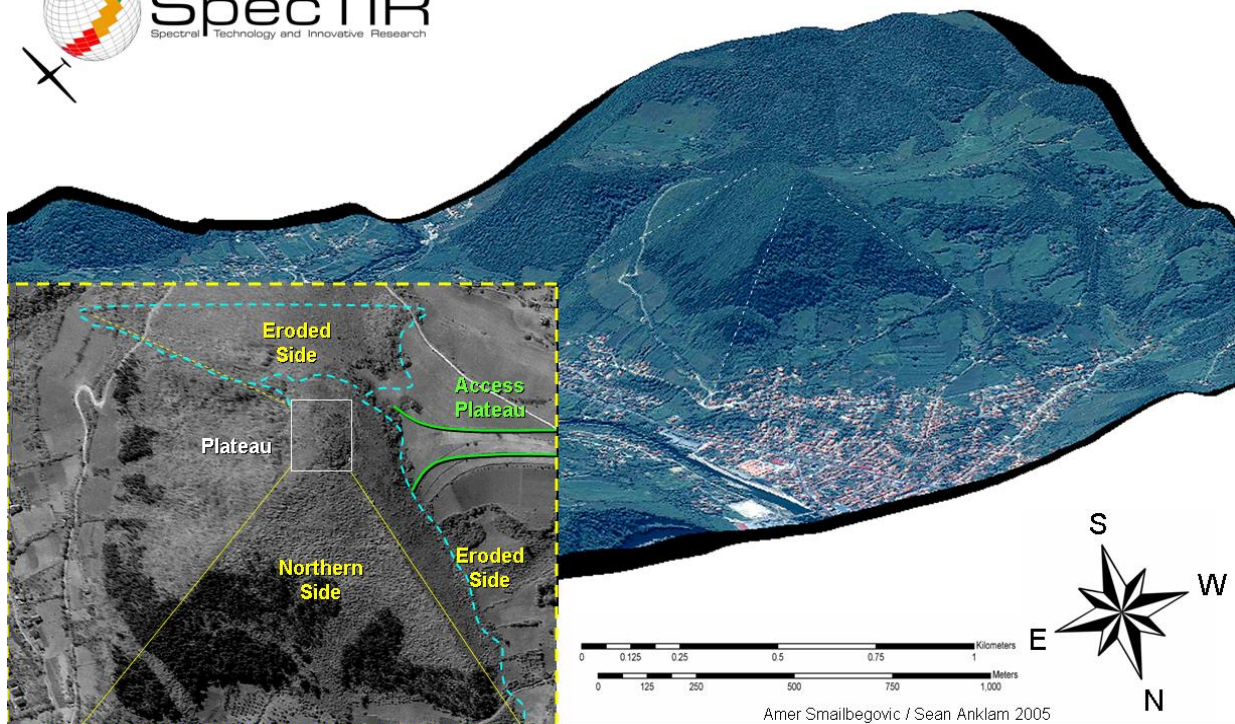 SpecTIR
Spectral Technology and Innovative Research
Eroded
Side
Access
Plateau
Plateau
Northern
Side
Eroded
Side
S
W
E
N
Kilometers
0 0.125 0.25 0.5 0.75 1
Meters
0 125 250 500 750 1,000
Amer Smailbegovic / Sean Anklam 2005